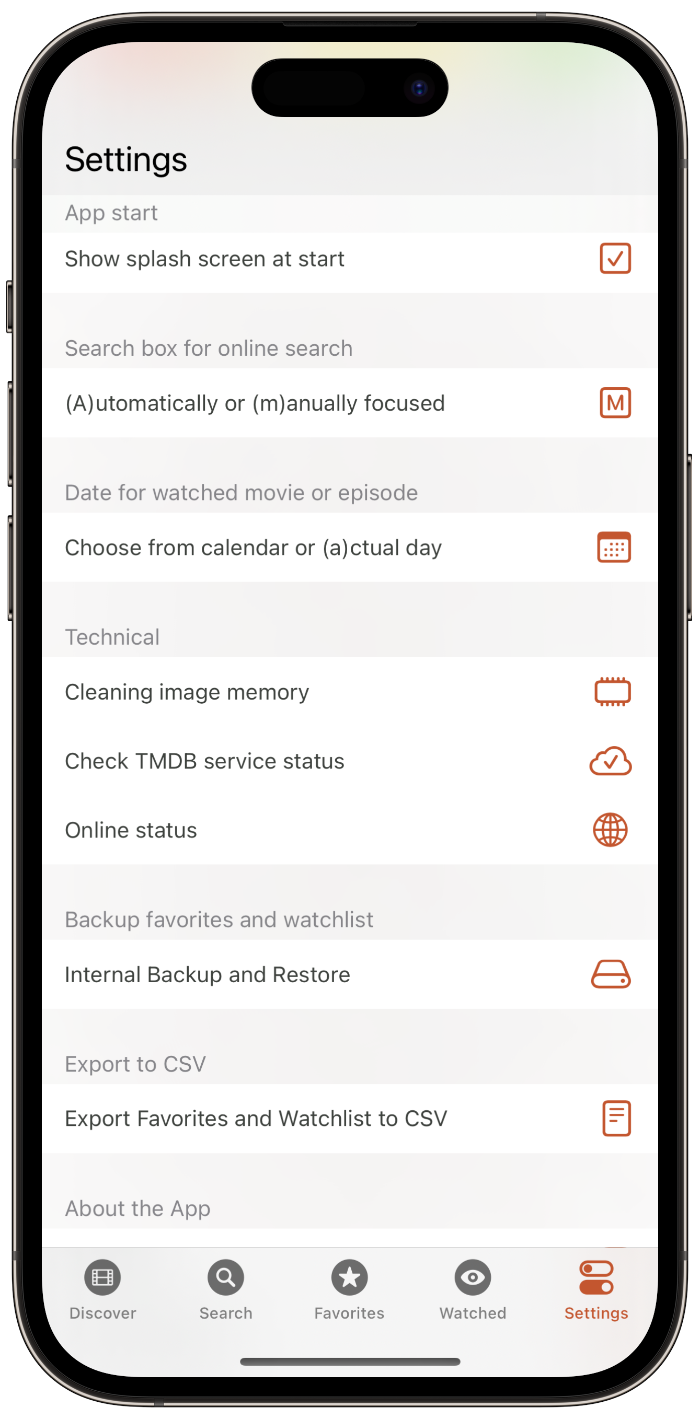 Settings
App start
Show splash screen at start
Search box for online search
(A)utomatically or (m)anually focused
M
Date for watched movie or episode
Choose from calendar or (a)ctual day
Technical
Cleaning image memory
Check TMDB service status
Online status
Backup favorites and watchlist
Internal Backup and Restore
Export to CSV
Export Favorites and Watchlist to CSV
About the App
Discover
Search
Favorites
Watched
Settings